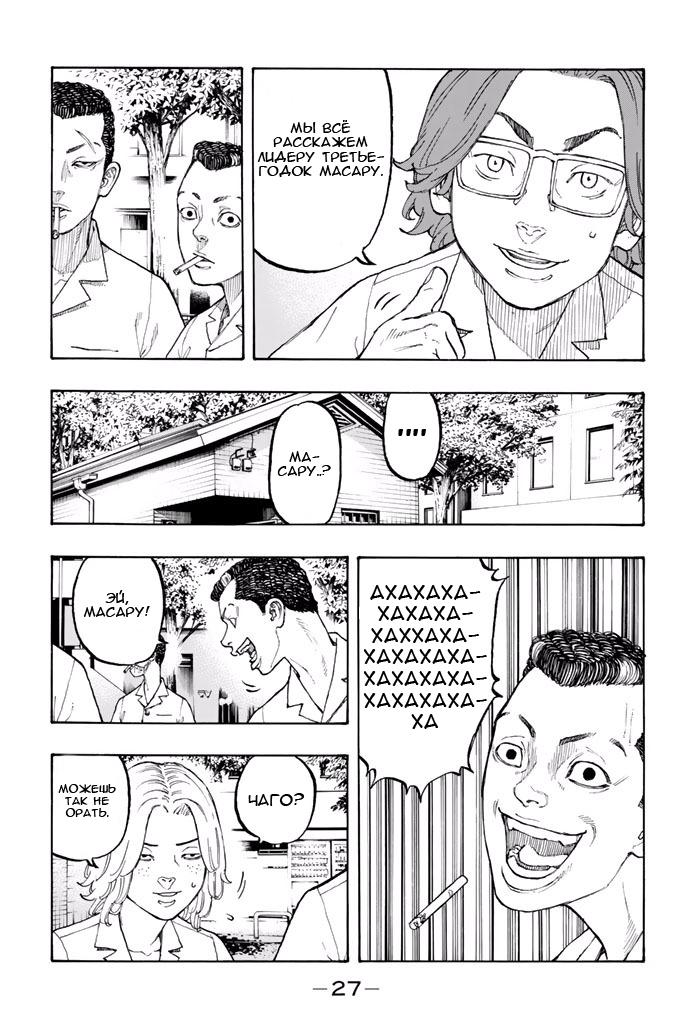 МЫ ВСЁ
РАССКАЖЕМ
ЛИДЕРУ ТРЕТЬЕ-
ГОДОК МАСАРУ.
....
МА-
САРУ..?
АХАХАХА-
ХАХАХА-
ХАХХАХА-
ХАХАХАХА-
ХАХАХАХА-
ХАХАХАХА-
ХА
ЭЙ,
МАСАРУ!
ЧАГО?
МОЖЕШЬ
ТАК НЕ
ОРАТЬ.
—27—